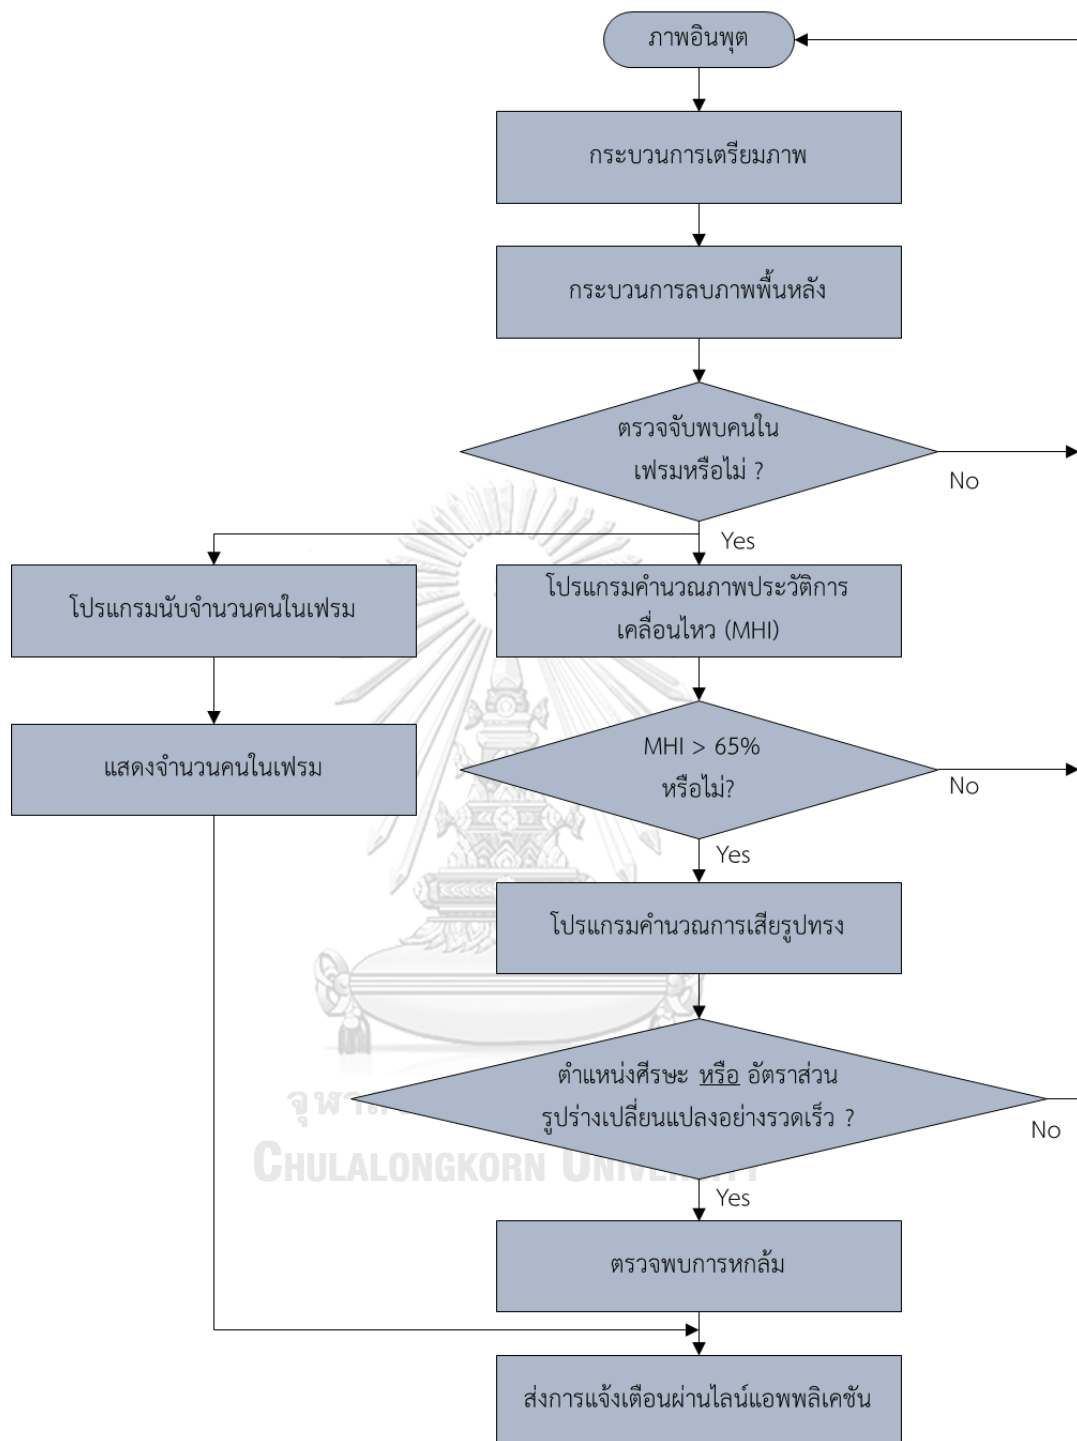 ภาพอินพุต
กระบวนการเตรียมภาพ
กระบวนการลบภาพพื้นหลัง
ตรวจจับพบคนใน
เฟรมหรือไม่ ?
No
Yes
โปรแกรมนับจำนวนคนในเฟรม
โปรแกรมคำนวณภาพประวัติการ
เคลื่อนไหว (MHI)
แสดงจำนวนคนในเฟรม
MHI > 65%
หรือไม่?
No
Yes
โปรแกรมคำนวณการเสียรูปทรง
ตำแหน่งศีรษะ หรือ อัตราส่วน
รูปร่างเปลี่ยนแปลงอย่างรวดเร็ว ?
No
CHULALONGKORN
Yes
ตรวจพบการหกล้ม
ส่งการแจ้งเตือนผ่านไลน์แอพพลิเคชัน